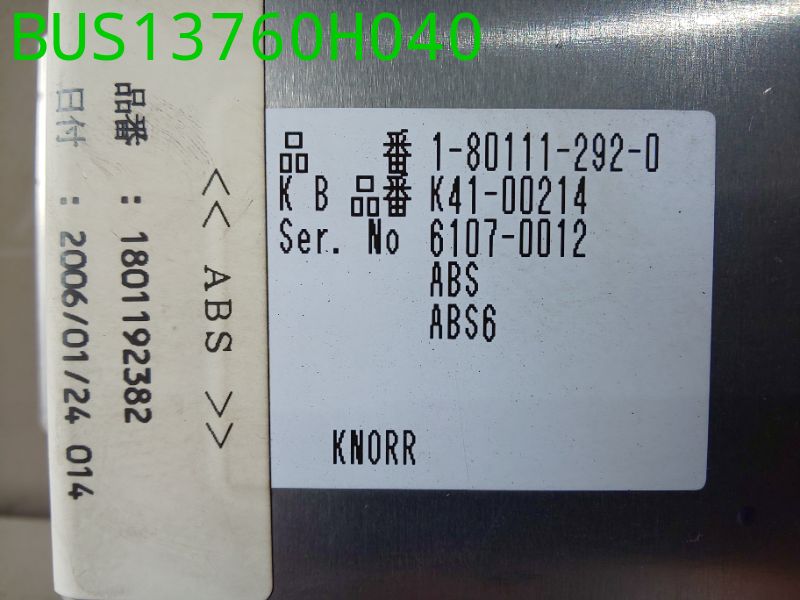 BUS13760H040
品番 1-80111-292-0
K B 品番 K41-00214
Ser. No 6107-0012
ABS
ABS6
KNORR
<< ABS >>
品番 : 1801192382
日付 : 2006/01/24 014